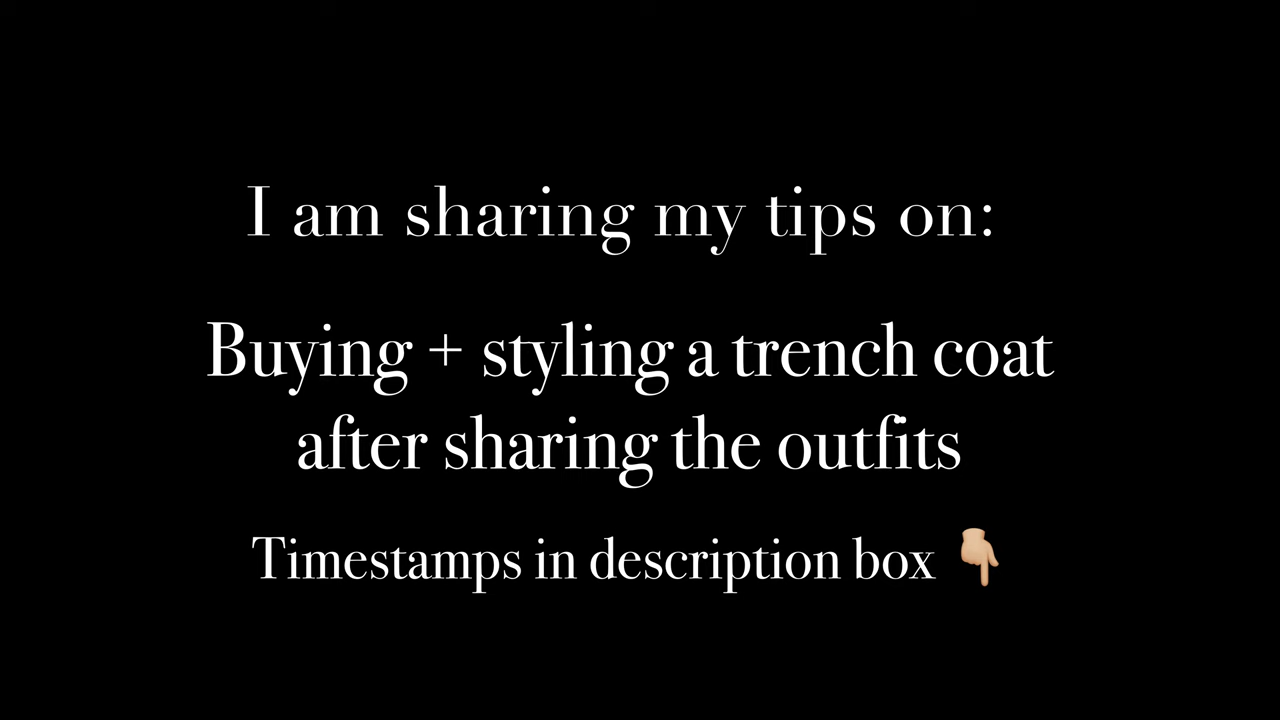 I am sharing my tips on:
Buying + styling a trench coat
after sharing the outfits
Timestamps in description box 👇🏼